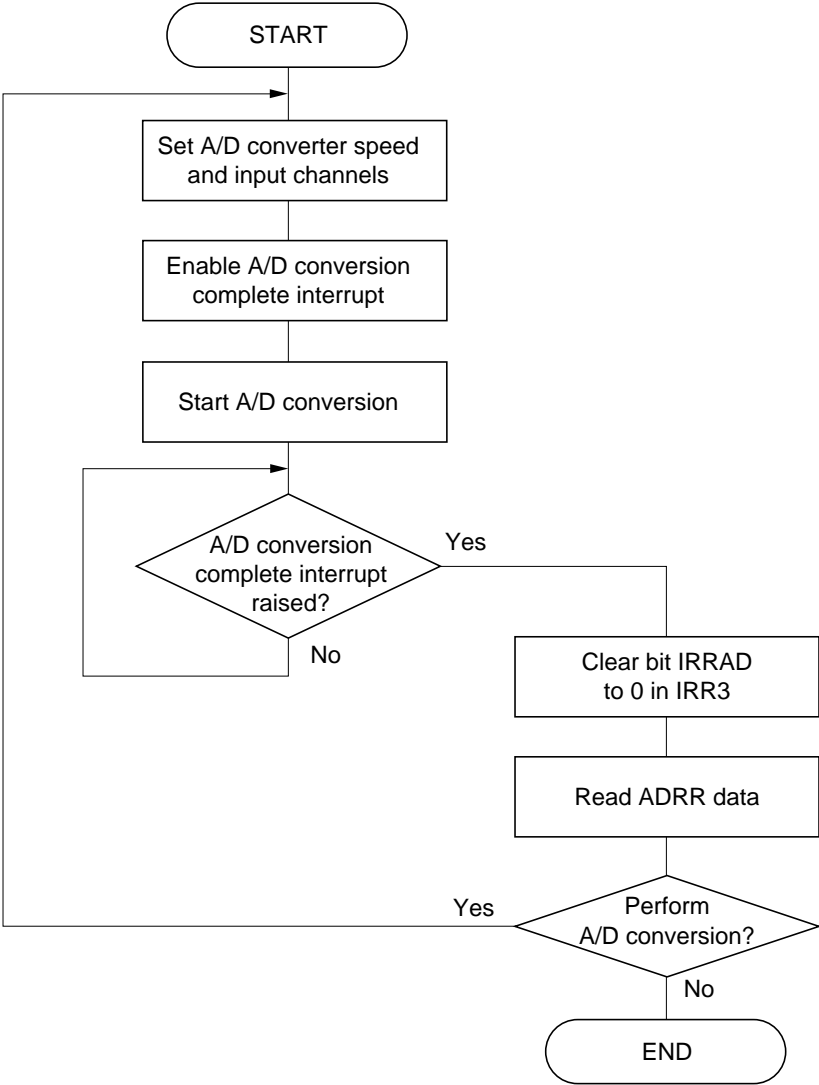 START
Set A/D converter speed
and input channels
Enable A/D conversion
complete interrupt
Start A/D conversion
A/D conversion
complete interrupt
raised?
Yes
No
Clear bit IRRAD
to 0 in IRR3
Read ADRR data
Perform
A/D conversion?
Yes
No
END